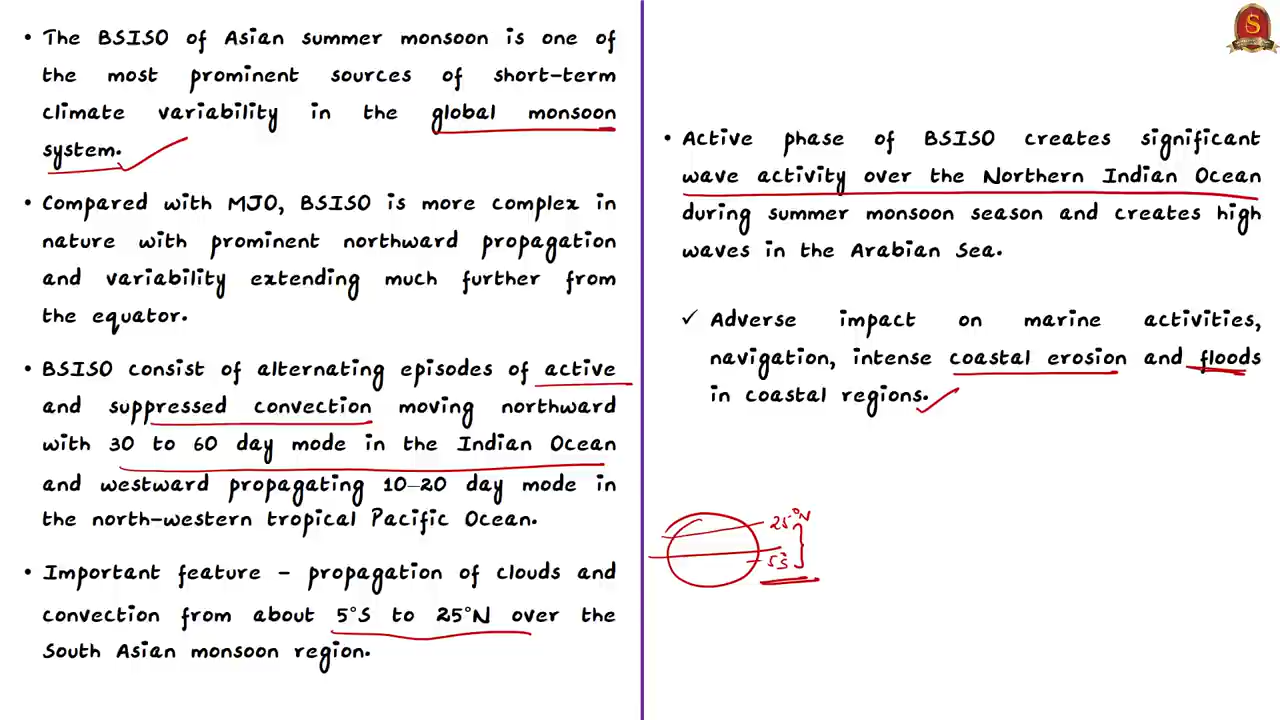 • The BSISO of Asian summer monsoon is one of
the most prominent sources of short-term
climate variability in the global monsoon
system.
• Compared with MJO, BSISO is more complex in
nature with prominent northward propagation
and variability extending much further from
the equator.
• BSISO consist of alternating episodes of active
and suppressed convection moving northward
with 30 to 60 day mode in the Indian Ocean
and westward propagating 10-20 day mode in
the north-western tropical Pacific Ocean.
• Important feature - propagation of clouds and
convection from about 5°S to 25°N over the
South Asian monsoon region.
S
• Active phase of BSISO creates significant
wave activity over the Northern Indian Ocean
during summer monsoon season and creates high
waves in the Arabian Sea.
✓ Adverse impact on marine activities,
navigation, intense coastal erosion and floods
in coastal regions.
25°N
5°S